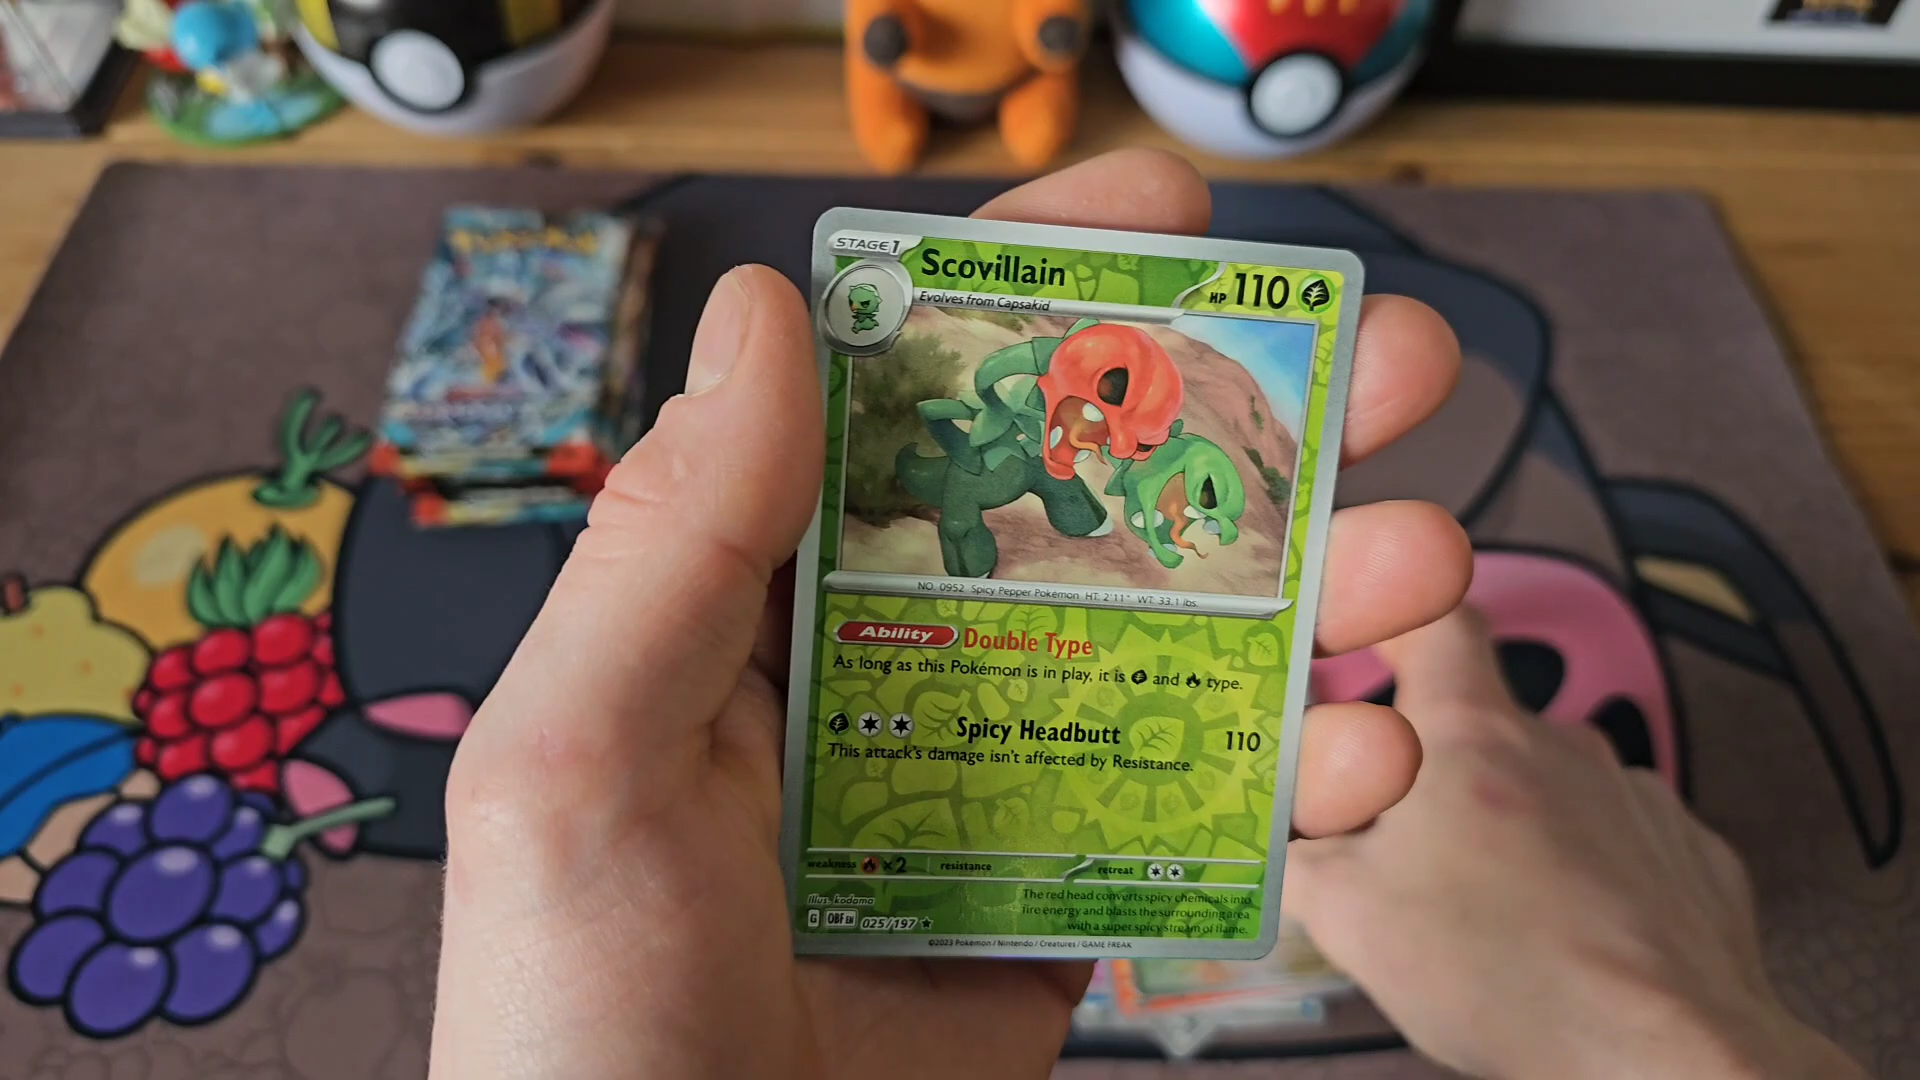 STAGE 1
Scovillain
HP 110
Evolves from Capsakid
NO. 0952 Spicy Pepper Pokémon HT: 2'11" WT: 33.1 lbs.
Ability Double Type
As long as this Pokémon is in play, it is and type.
Spicy Headbutt 110
This attack's damage isn't affected by Resistance.
weakness ×2 resistance retreat
Illus. kodama
The red head converts spicy chemicals into
fire energy and blasts the surrounding area
with a super spicy stream of flame.
G OBF EN 025/197 ★
©2023 Pokémon / Nintendo / Creatures / GAME FREAK